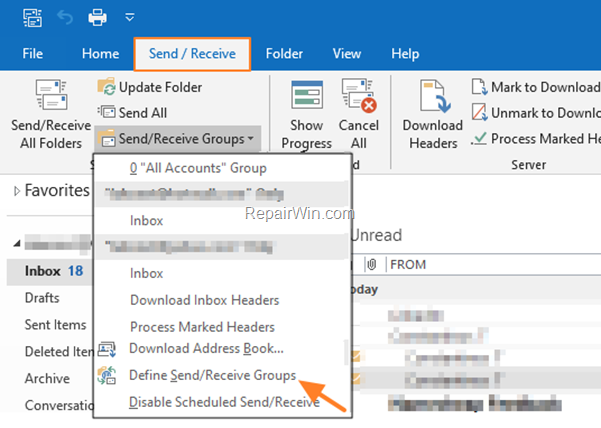 File Home Send / Receive Folder View Help
Send/Receive
All Folders
Update Folder
Send All
Send/Receive Groups
Show
Progress
Cancel
All
Download
Headers
Mark to Download
Unmark to Downlo
Process Marked He
Server
0 "All Accounts" Group
Only
Inbox
Only
Inbox
Download Inbox Headers
Process Marked Headers
Download Address Book...
Define Send/Receive Groups
Disable Scheduled Send/Receive
Favorites
Inbox 18
Drafts
Sent Items
Deleted Iten
Archive
Conversatio
RepairWin.com
Unread
FROM
oday